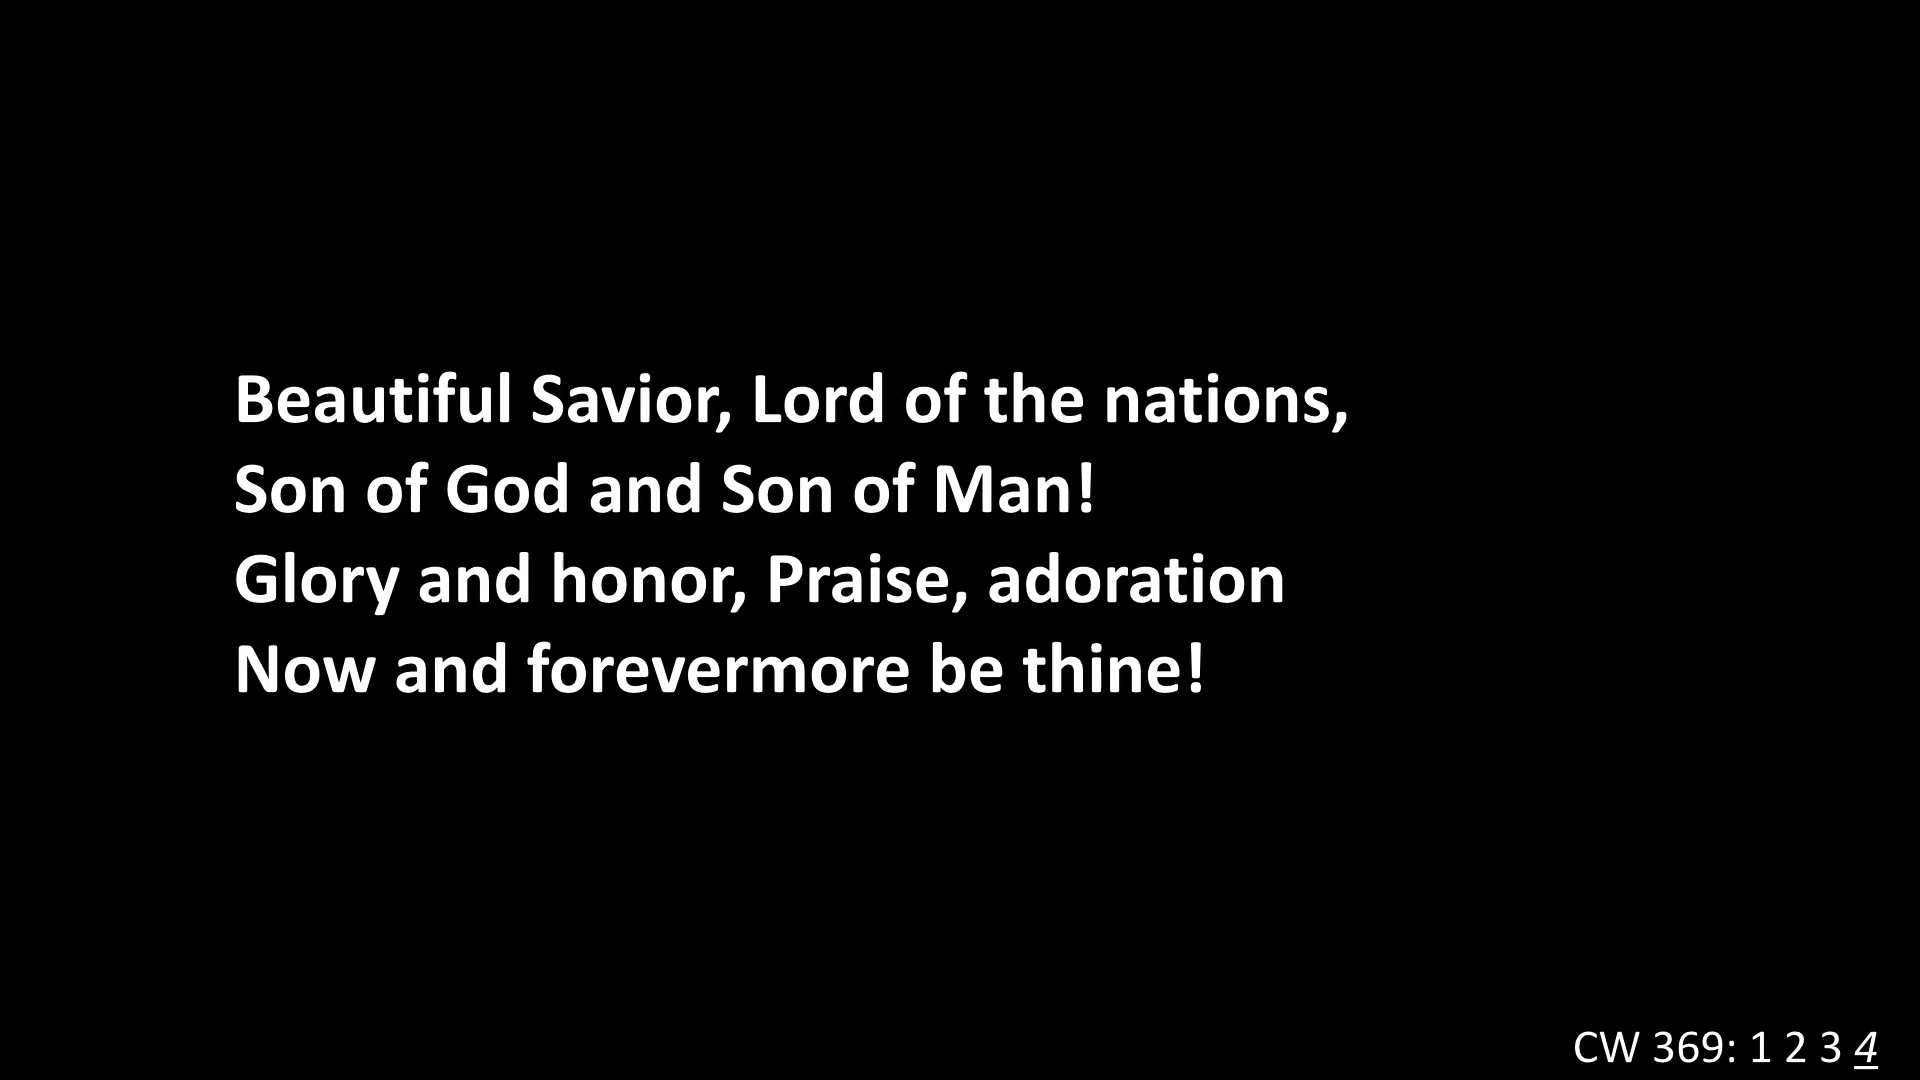 Beautiful Savior, Lord of the nations,
Son of God and Son of Man!
Glory and honor, Praise, adoration
Now and forevermore be thine!
CW 369: 1 2 3 4